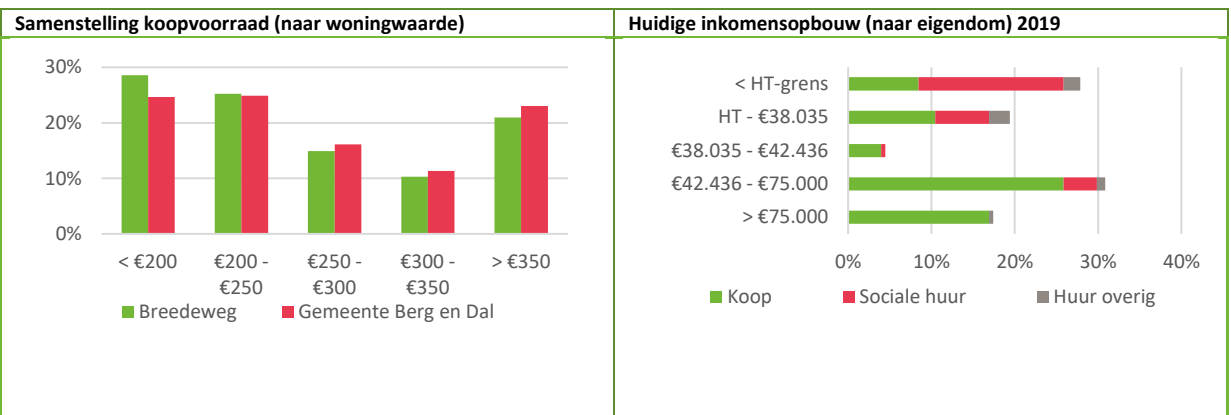 Samenstelling koopvoorraad (naar woningwaarde)
30%
20%
10%
0%
< €200
€200 -
€250
€250 -
€300
€300 -
€350
> €350
Breedeweg
Gemeente Berg en Dal
Huidige inkomensopbouw (naar eigendom) 2019
< HT-grens
HT - €38.035
€38.035 - €42.436
€42.436 - €75.000
> €75.000
0%
10%
20%
30%
40%
Koop
Sociale huur
Huur overig